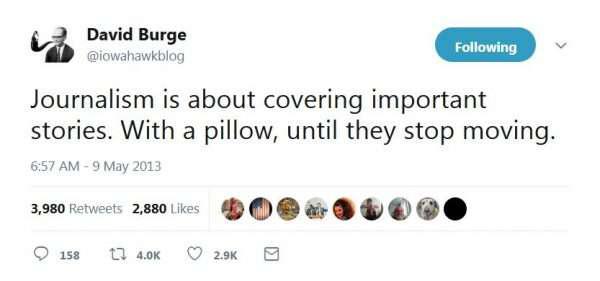 David Burge
@iowahawkblog
Following
Journalism is about covering important
stories. With a pillow, until they stop moving.
6:57 AM - 9 May 2013
3,980 Retweets 2,880 Likes
158 4.0K 2.9K